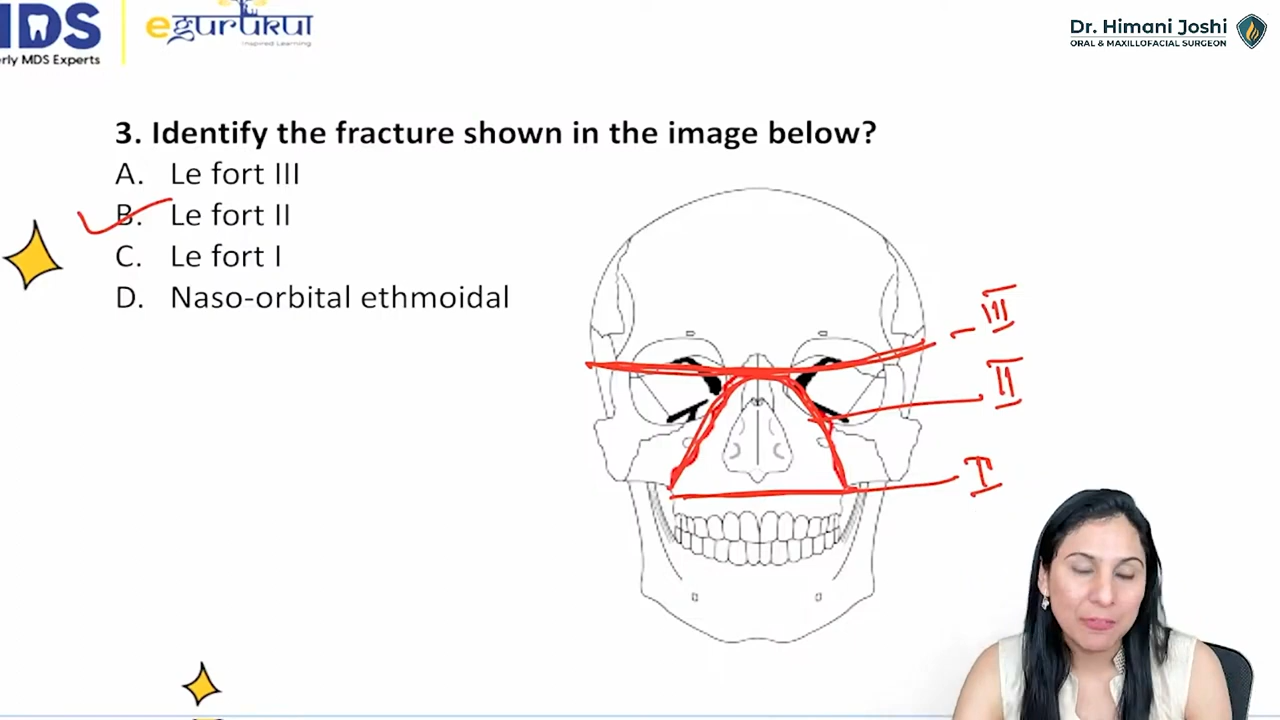 IDS
erly MDS Experts
eGURUKUL
Inspired Learning
Dr. Himani Joshi
ORAL & MAXILLOFACIAL SURGEON
3. Identify the fracture shown in the image below?
A. Le fort III
B. Le fort II
C. Le fort I
D. Naso-orbital ethmoidal
III
II
I